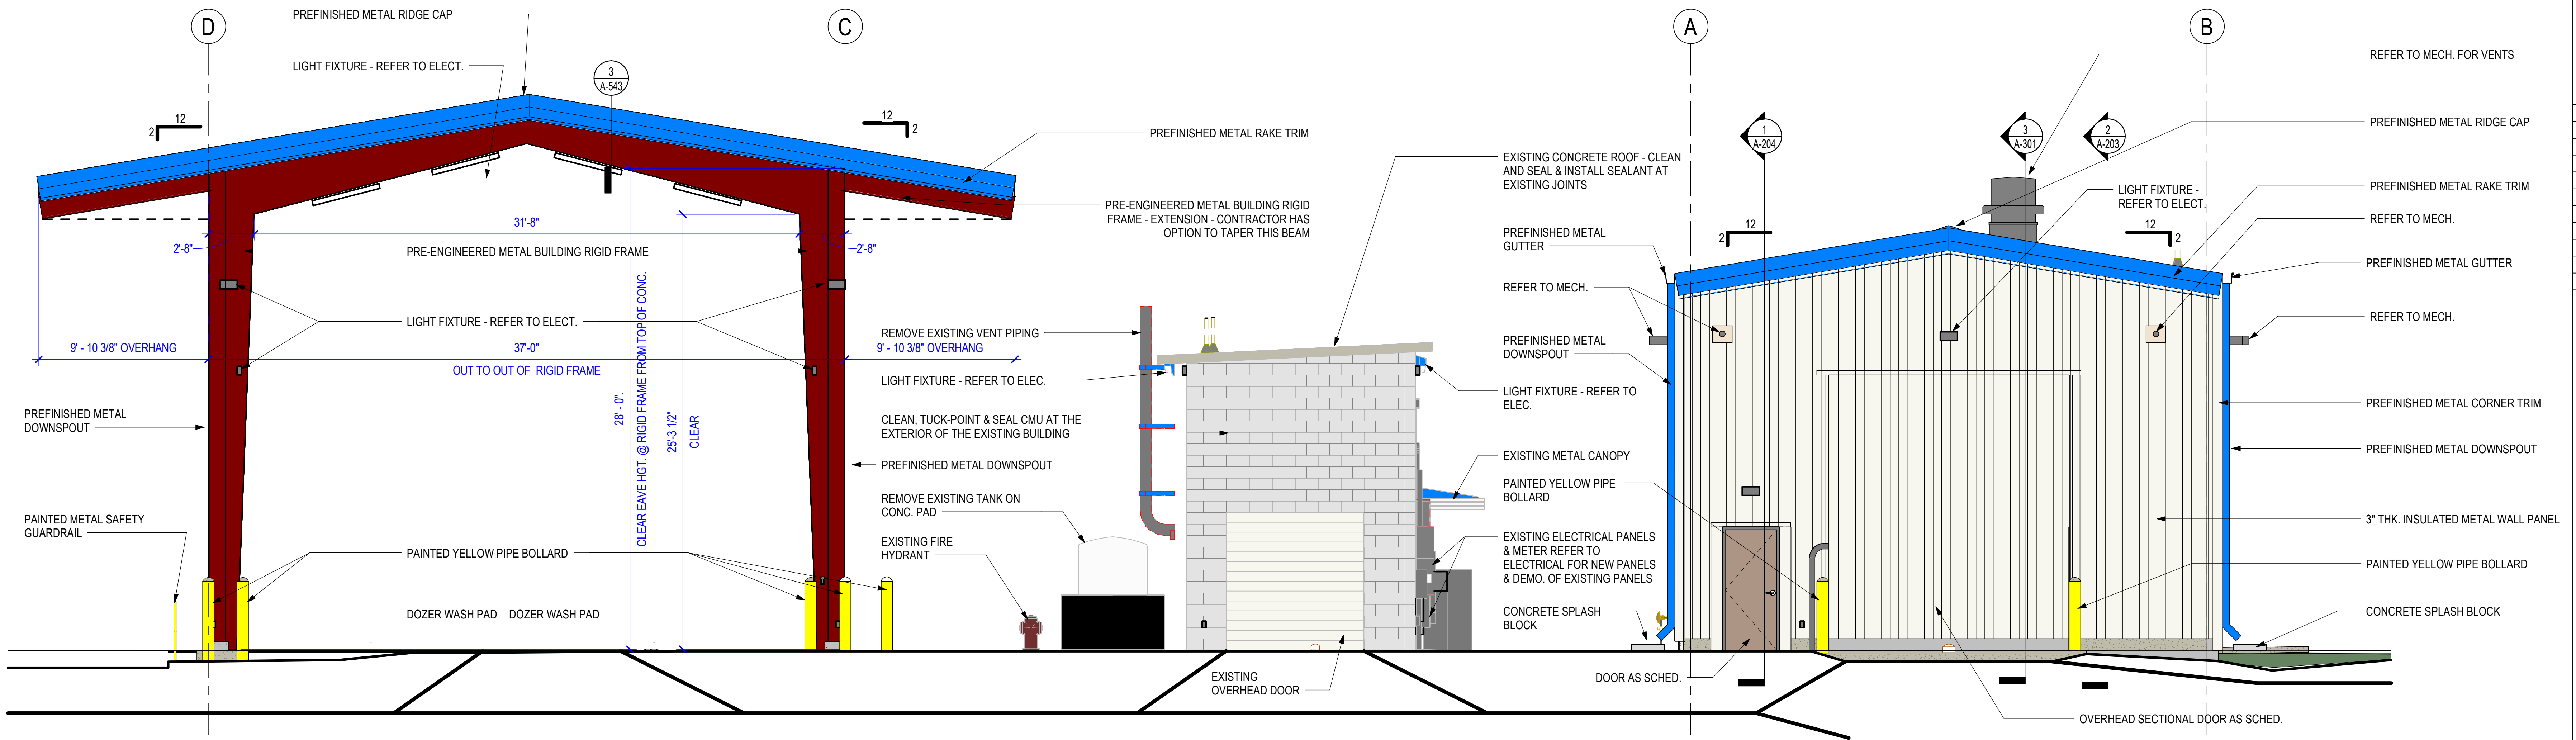 D
C
A
B
PREFINISHED METAL RIDGE CAP
LIGHT FIXTURE - REFER TO ELECT.
3
A-543
12
2
12
2
PREFINISHED METAL RAKE TRIM
PRE-ENGINEERED METAL BUILDING RIGID
FRAME - EXTENSION - CONTRACTOR HAS
OPTION TO TAPER THIS BEAM
31'-8"
2'-8"
2'-8"
PRE-ENGINEERED METAL BUILDING RIGID FRAME
LIGHT FIXTURE - REFER TO ELECT.
9' - 10 3/8" OVERHANG
37'-0"
9' - 10 3/8" OVERHANG
OUT TO OUT OF RIGID FRAME
28' - 0".
CLEAR EAVE HGT. @ RIGID FRAME FROM TOP OF CONC.
25'-3 1/2"
CLEAR
PREFINISHED METAL
DOWNSPOUT
PAINTED METAL SAFETY
GUARDRAIL
PAINTED YELLOW PIPE BOLLARD
DOZER WASH PAD
DOZER WASH PAD
REMOVE EXISTING VENT PIPING
LIGHT FIXTURE - REFER TO ELEC.
CLEAN, TUCK-POINT & SEAL CMU AT THE
EXTERIOR OF THE EXISTING BUILDING
PREFINISHED METAL DOWNSPOUT
REMOVE EXISTING TANK ON
CONC. PAD
EXISTING FIRE
HYDRANT
EXISTING
OVERHEAD DOOR
EXISTING CONCRETE ROOF - CLEAN
AND SEAL & INSTALL SEALANT AT
EXISTING JOINTS
PREFINISHED METAL
GUTTER
REFER TO MECH.
PREFINISHED METAL
DOWNSPOUT
LIGHT FIXTURE - REFER TO
ELEC.
EXISTING METAL CANOPY
PAINTED YELLOW PIPE
BOLLARD
EXISTING ELECTRICAL PANELS
& METER REFER TO
ELECTRICAL FOR NEW PANELS
& DEMO. OF EXISTING PANELS
CONCRETE SPLASH
BLOCK
DOOR AS SCHED.
1
A-204
3
A-301
2
A-203
12
2
12
2
LIGHT FIXTURE -
REFER TO ELECT.
REFER TO MECH. FOR VENTS
PREFINISHED METAL RIDGE CAP
PREFINISHED METAL RAKE TRIM
REFER TO MECH.
PREFINISHED METAL GUTTER
REFER TO MECH.
PREFINISHED METAL CORNER TRIM
PREFINISHED METAL DOWNSPOUT
3" THK. INSULATED METAL WALL PANEL
PAINTED YELLOW PIPE BOLLARD
CONCRETE SPLASH BLOCK
OVERHEAD SECTIONAL DOOR AS SCHED.